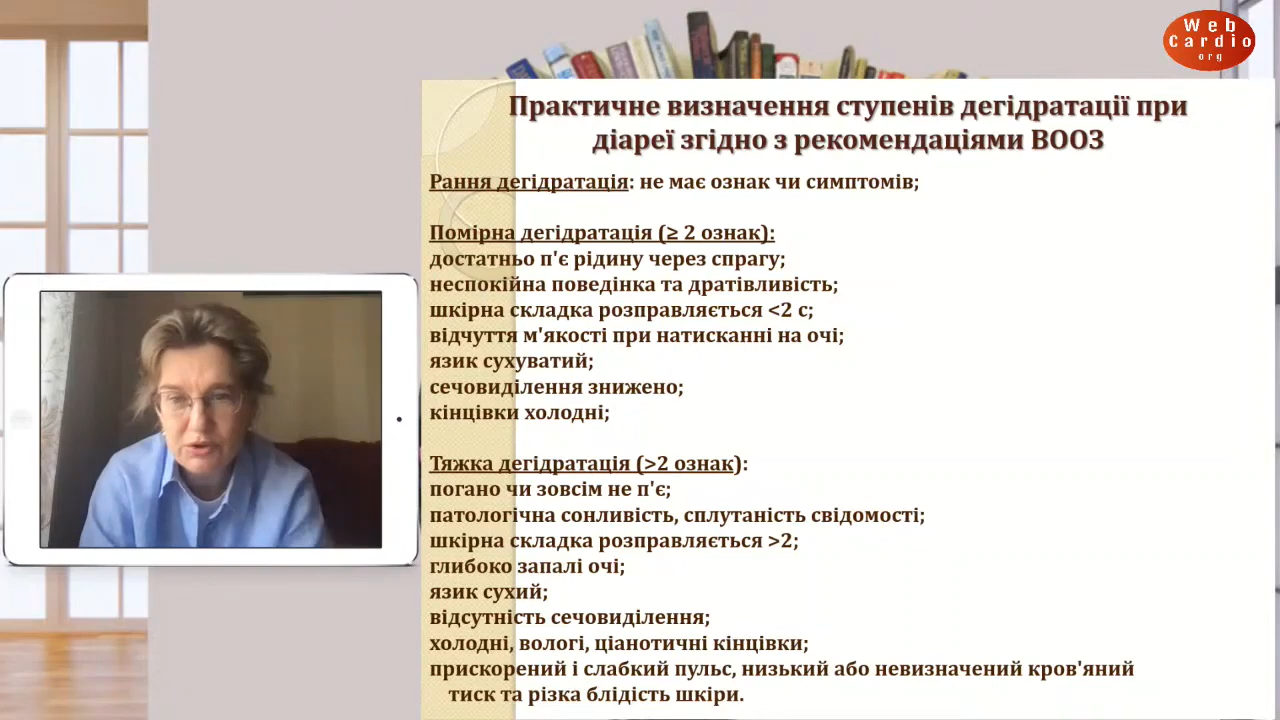 Web
Cardio
org
Практичне визначення ступенів дегідратації при
діареї згідно з рекомендаціями ВООЗ
Рання дегідратація: не має ознак чи симптомів;
Помірна дегідратація (≥ 2 ознак):
достатньо п'є рідину через спрагу;
неспокійна поведінка та дратівливість;
шкірна складка розправляється <2 с;
відчуття м'якості при натисканні на очі;
язик сухуватий;
сечовиділення знижено;
кінцівки холодні;
Тяжка дегідратація (>2 ознак):
погано чи зовсім не п'є;
патологічна сонливість, сплутаність свідомості;
шкірна складка розправляється >2;
глибоко запалі очі;
язик сухий;
відсутність сечовиділення;
холодні, вологі, ціанотичні кінцівки;
прискорений і слабкий пульс, низький або невизначений кров'яний
тиск та різка блідість шкіри.